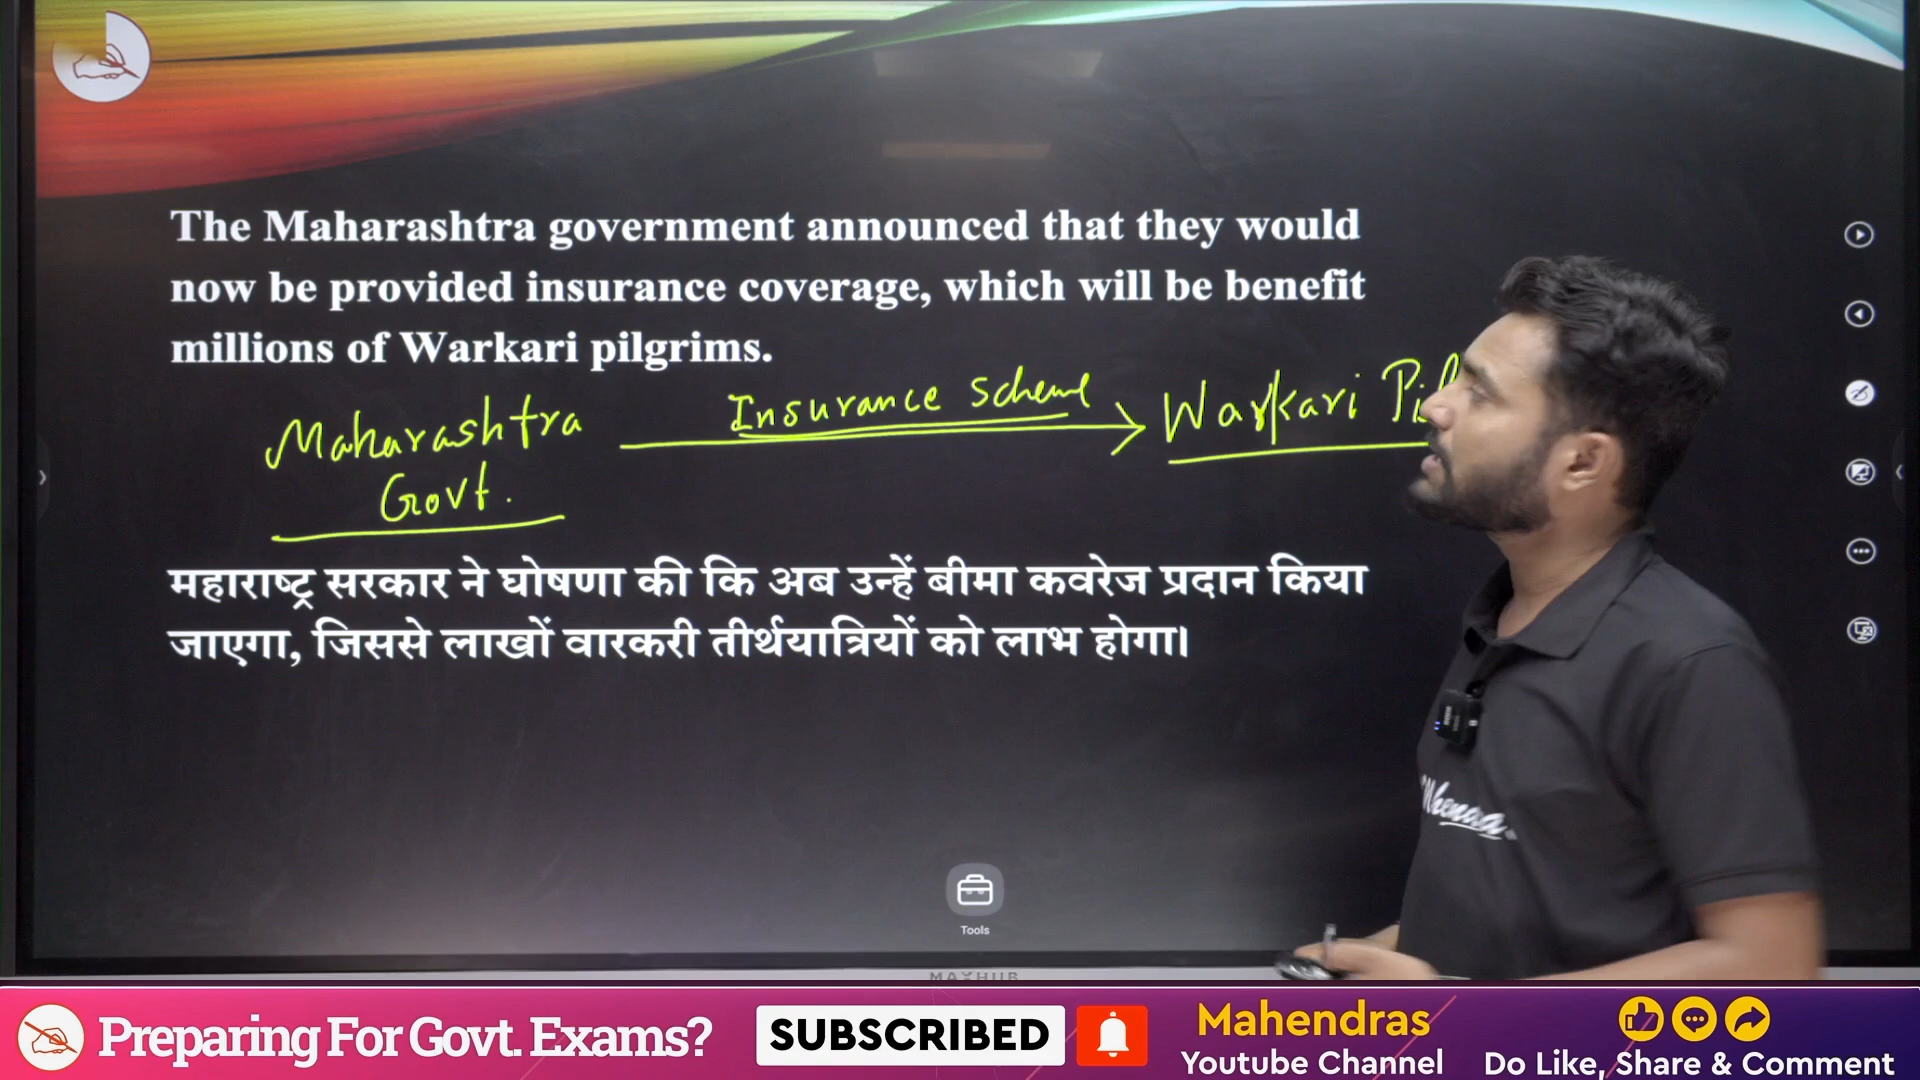 The Maharashtra government announced that they would
now be provided insurance coverage, which will be benefit
millions of Warkari pilgrims.
Maharashtra
Govt.
Insurance Scheme
Warkari
महाराष्ट्र सरकार ने घोषणा की कि अब उन्हें बीमा कवरेज प्रदान किया
जाएगा, जिससे लाखों वारकरी तीर्थयात्रियों को लाभ होगा।
Tools
MAXHUB
Preparing For Govt. Exams?
SUBSCRIBED
Mahendras
Youtube Channel
Do Like, Share & Comment